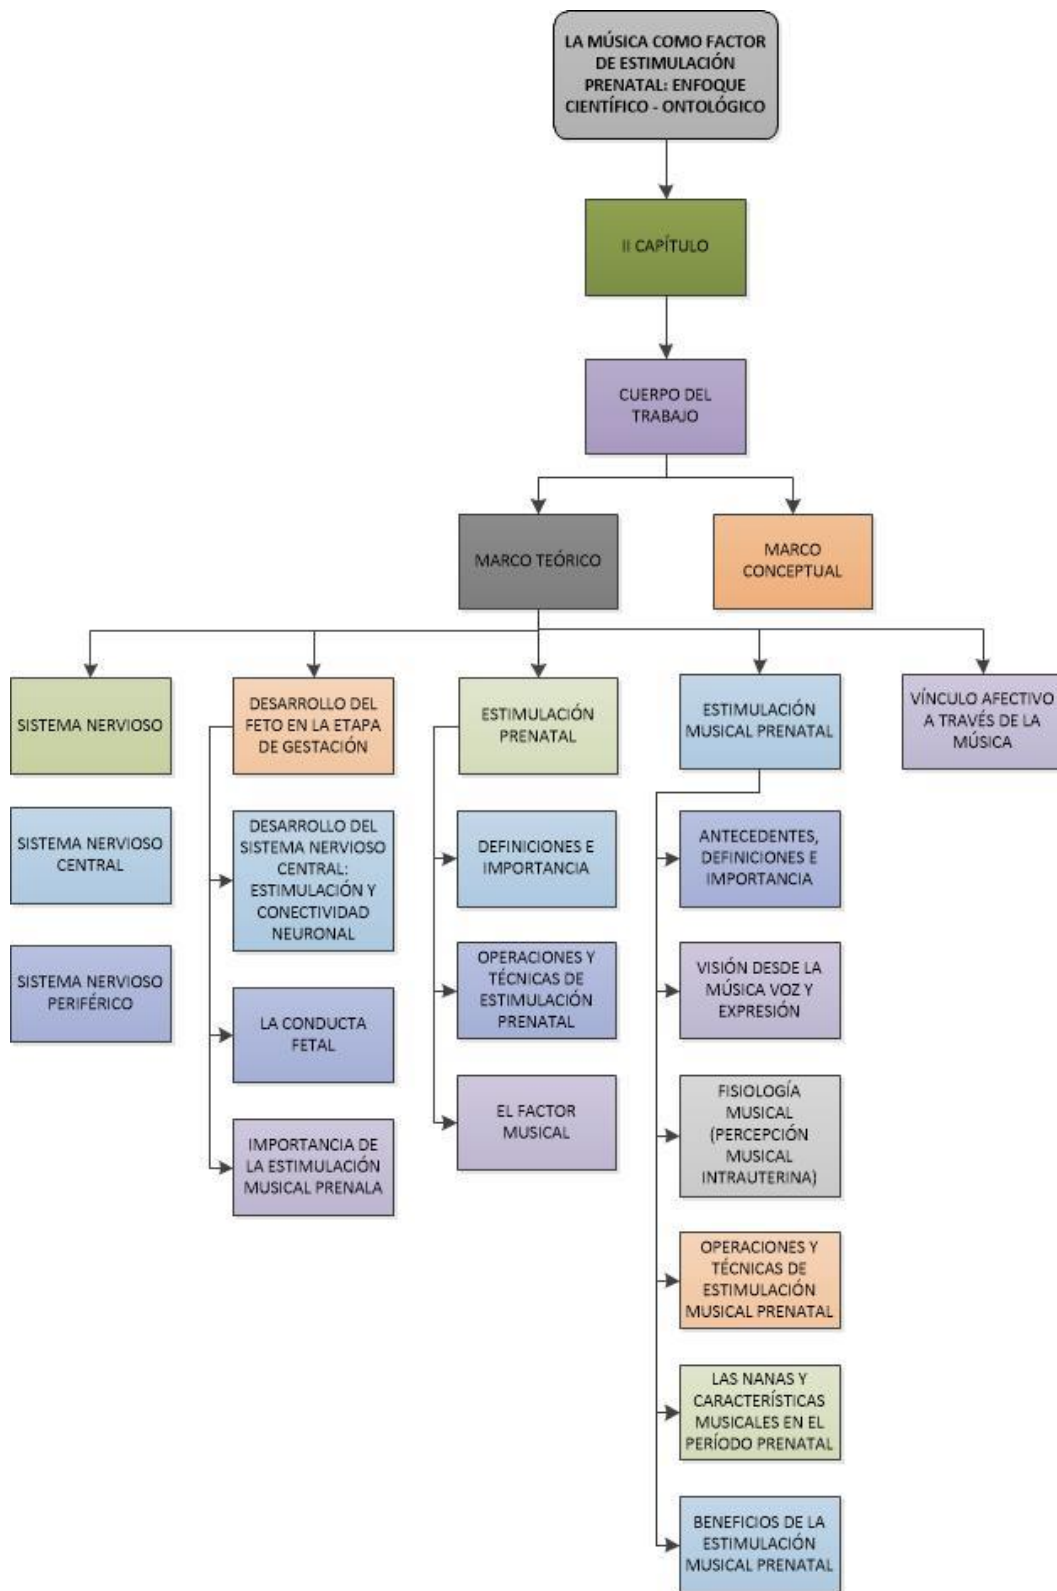 LA MÚSICA COMO FACTOR
DE ESTIMULACIÓN
PRENATAL: ENFOQUE
CIENTÍFICO - ONTOLÓGICO
II CAPÍTULO
CUERPO DEL
TRABAJO
MARCO TEÓRICO
MARCO
CONCEPTUAL
SISTEMA NERVIOSO
DESARROLLO DEL
FETO EN LA ETAPA
DE GESTACIÓN
ESTIMULACIÓN
PRENATAL
ESTIMULACIÓN
MUSICAL PRENATAL
VÍNCULO AFECTIVO
A TRAVÉS DE LA
MÚSICA
SISTEMA NERVIOSO
CENTRAL
DESARROLLO DEL
SISTEMA NERVIOSO
CENTRAL:
ESTIMULACIÓN Y
CONECTIVIDAD
NEURONAL
DEFINICIONES E
IMPORTANCIA
ANTECEDENTES,
DEFINICIONES E
IMPORTANCIA
SISTEMA NERVIOSO
PERIFÉRICO
LA CONDUCTA
FETAL
OPERACIONES Y
TÉCNICAS DE
ESTIMULACIÓN
PRENATAL
VISIÓN DESDE LA
MÚSICA VOZ Y
EXPRESIÓN
IMPORTANCIA DE
LA ESTIMULACIÓN
MUSICAL PRENALA
EL FACTOR
MUSICAL
FISIOLOGÍA
MUSICAL
(PERCEPCIÓN
MUSICAL
INTRAUTERINA)
OPERACIONES Y
TÉCNICAS DE
ESTIMULACIÓN
MUSICAL PRENATAL
LAS NANAS Y
CARACTERÍSTICAS
MUSICALES EN EL
PERÍODO PRENATAL
BENEFICIOS DE LA
ESTIMULACIÓN
MUSICAL PRENATAL